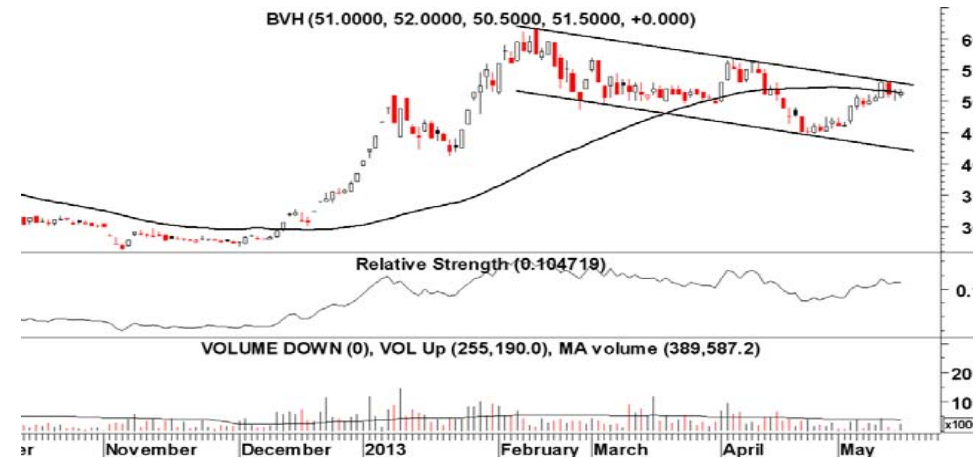 BVH (51.0000, 52.0000, 50.5000, 51.5000, +0.000)
6
5
5
4
4
3
3
Relative Strength (0.104719)
0.
VOLUME DOWN (0), VOL Up (255,190.0), MA volume (389,587.2)
20
10
x100
er November December 2013 February March April May